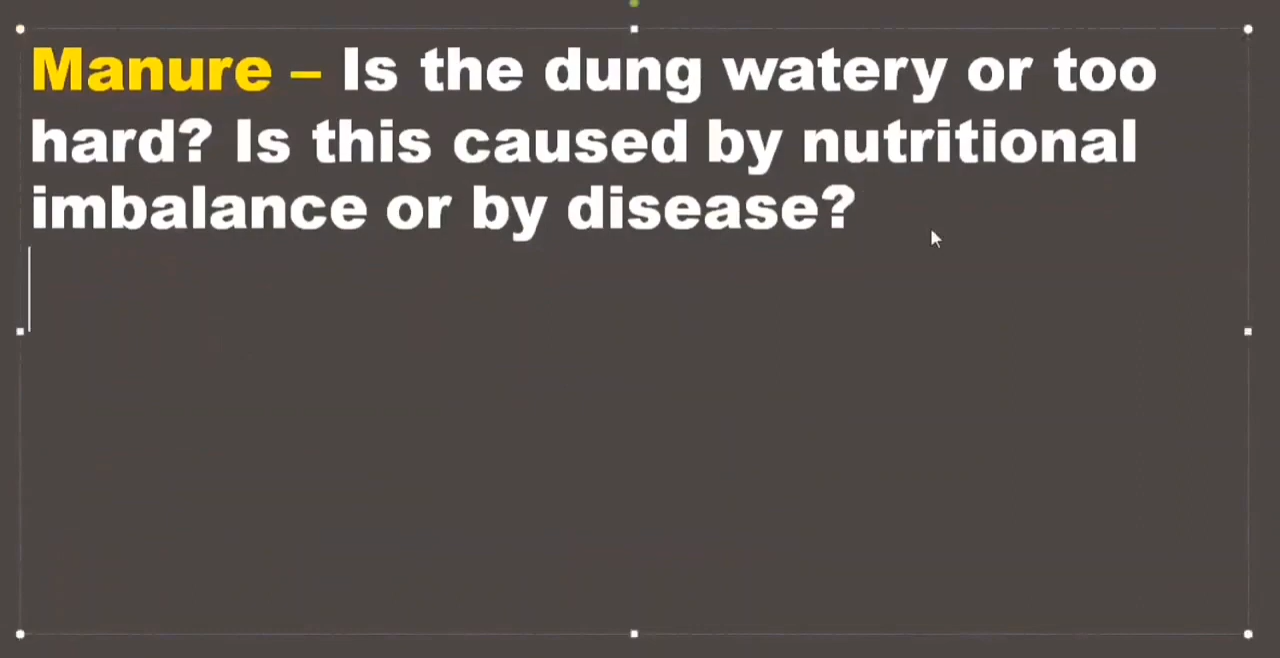 Manure – Is the dung watery or too
hard? Is this caused by nutritional
imbalance or by disease?